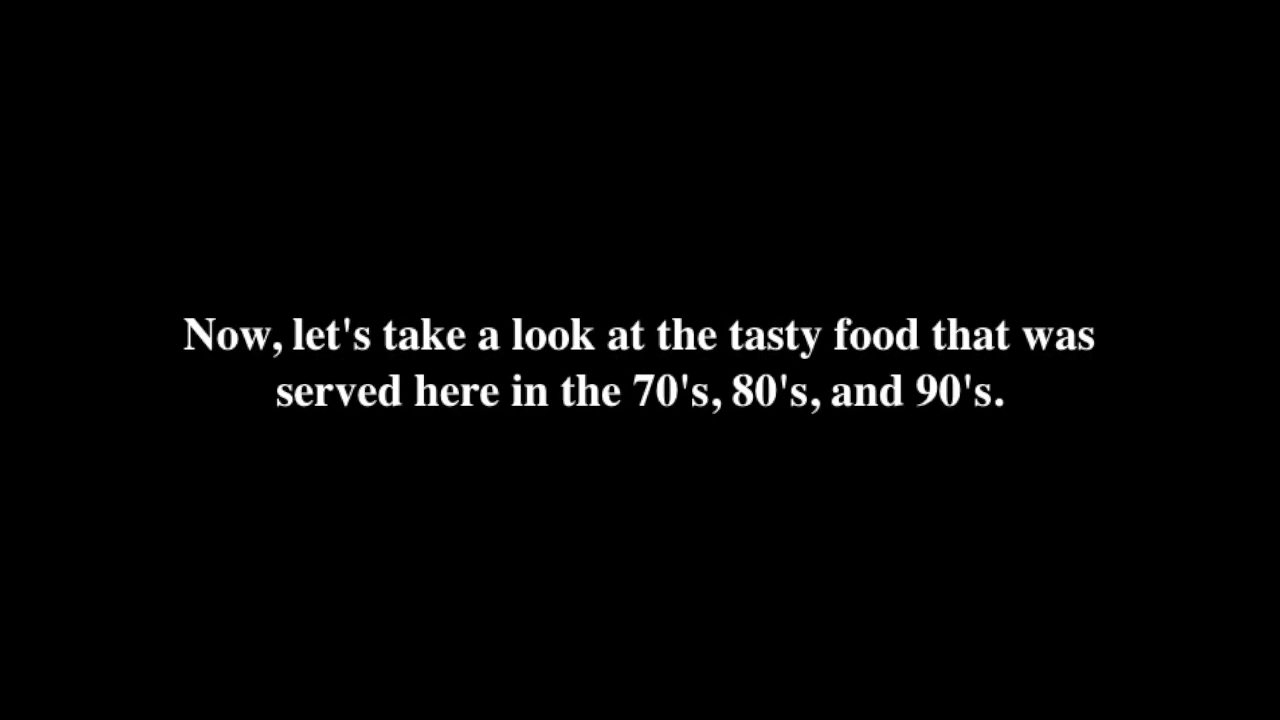 Now, let's take a look at the tasty food that was
served here in the 70's, 80's, and 90's.